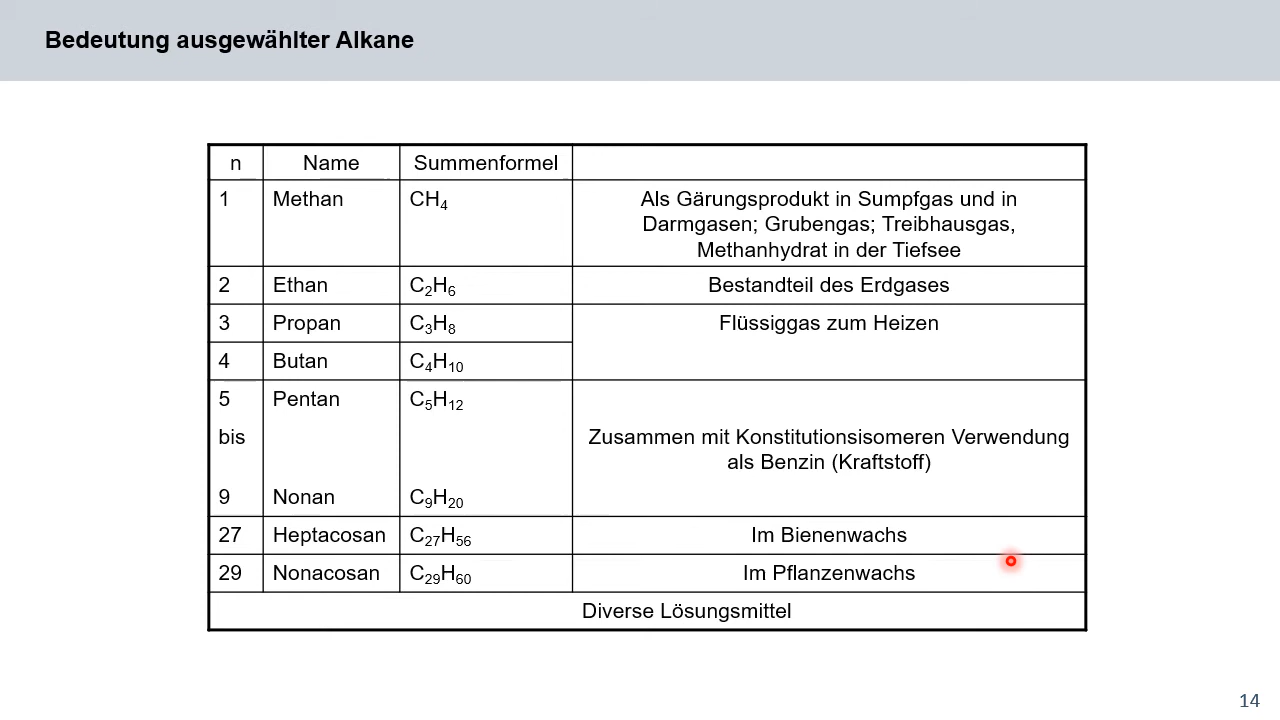 Bedeutung ausgewählter Alkane
n Name Summenformel
1 Methan CH₄ Als Gärungsprodukt in Sumpfgas und in
Darmgasen; Grubengas; Treibhausgas,
Methanhydrat in der Tiefsee
2 Ethan C₂H₆ Bestandteil des Erdgases
3 Propan C₃H₈ Flüssiggas zum Heizen
4 Butan C₄H₁₀
5 Pentan C₅H₁₂
bis Zusammen mit Konstitutionsisomeren Verwendung
als Benzin (Kraftstoff)
9 Nonan C₉H₂₀
27 Heptacosan C₂₇H₅₆ Im Bienenwachs
29 Nonacosan C₂₉H₆₀ Im Pflanzenwachs
Diverse Lösungsmittel
14